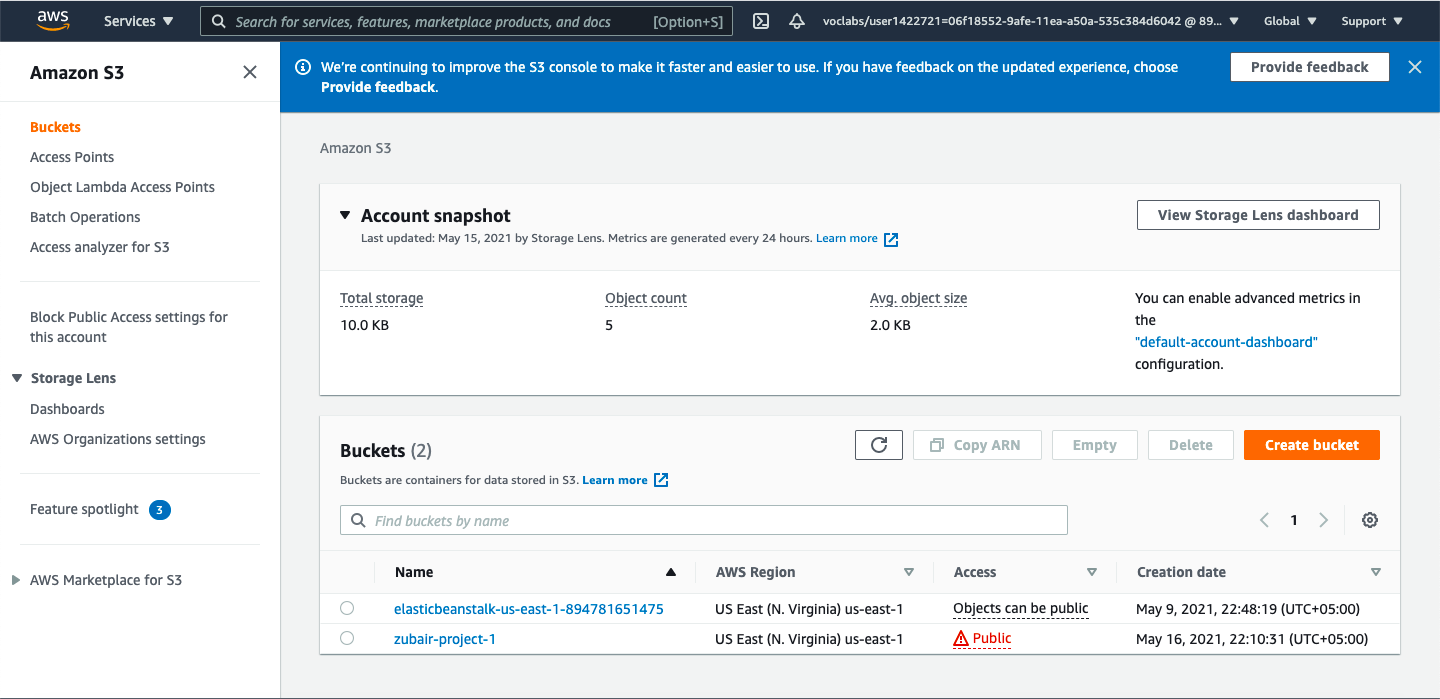 aws
Services
Search for services, features, marketplace products, and docs
[Option+S]
voclabs/user1422721=06f18552-9afe-11ea-a50a-535c384d6042 @ 89...
Global
Support
Amazon S3
Buckets
Access Points
Object Lambda Access Points
Batch Operations
Access analyzer for S3
Block Public Access settings for
this account
Storage Lens
Dashboards
AWS Organizations settings
Feature spotlight 3
AWS Marketplace for S3
We're continuing to improve the S3 console to make it faster and easier to use. If you have feedback on the updated experience, choose
Provide feedback.
Provide feedback
Amazon S3
Account snapshot
Last updated: May 15, 2021 by Storage Lens. Metrics are generated every 24 hours. Learn more
View Storage Lens dashboard
Total storage
10.0 KB
Object count
5
Avg. object size
2.0 KB
You can enable advanced metrics in
the
"default-account-dashboard"
configuration.
Buckets (2)
Buckets are containers for data stored in S3. Learn more
Copy ARN
Empty
Delete
Create bucket
Find buckets by name
1
Name AWS Region Access Creation date
elasticbeanstalk-us-east-1-894781651475 US East (N. Virginia) us-east-1 Objects can be public May 9, 2021, 22:48:19 (UTC+05:00)
zubair-project-1 US East (N. Virginia) us-east-1 Public May 16, 2021, 22:10:31 (UTC+05:00)